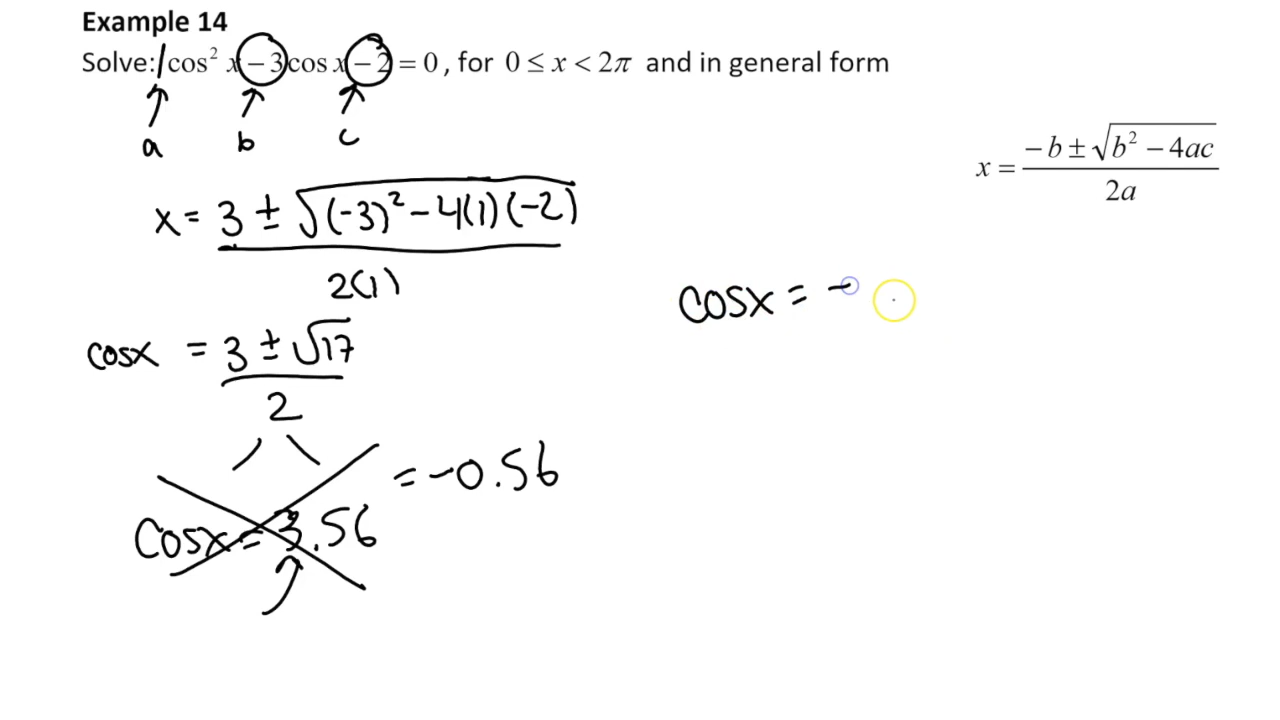 Example 14
Solve: 1cos² x − 3cos x − 2 = 0, for 0 ≤ x < 2π and in general form
a b c
x = (−b ± √(b² − 4ac)) / 2a
x = (3 ± √((-3)² − 4(1)(-2))) / 2(1)
cosx = -
cosx = (3 ± √17) / 2
= -0.56
cosx = 3.56